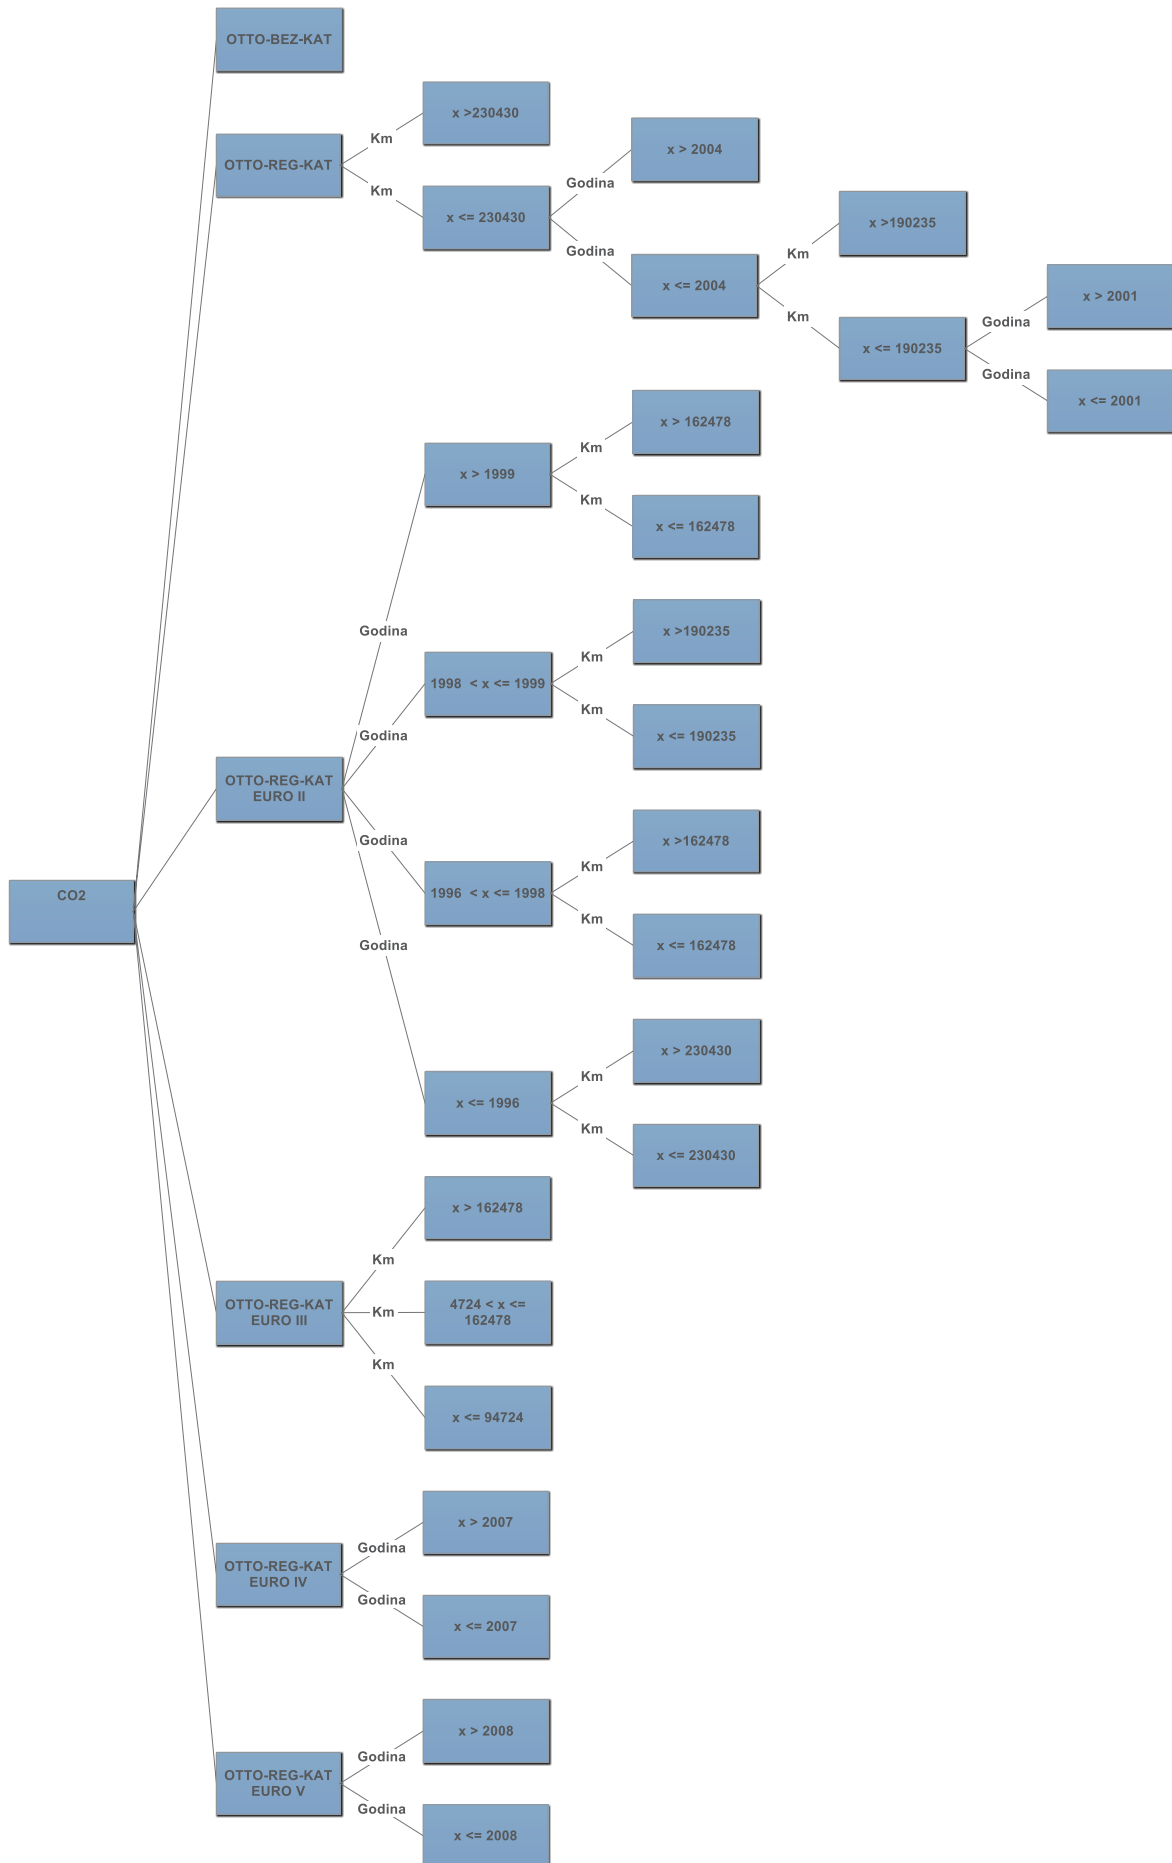 OTTO-BEZ-KAT
x >230430
Km
OTTO-REG-KAT
Km
x <= 230430
x > 2004
Godina
Godina
x <= 2004
x >190235
Km
Km
x <= 190235
x > 2001
Godina
Godina
x <= 2001
x > 162478
Km
x > 1999
Km
x <= 162478
Godina
x >190235
Km
1998 < x <= 1999
Km
x <= 190235
Godina
OTTO-REG-KAT
EURO II
Godina
x >162478
Km
1996 < x <= 1998
Km
x <= 162478
CO2
Godina
x > 230430
Km
x <= 1996
Km
x <= 230430
x > 162478
Km
OTTO-REG-KAT
EURO III
Km
4724 < x <=
162478
Km
x <= 94724
x > 2007
Godina
OTTO-REG-KAT
EURO IV
Godina
x <= 2007
x > 2008
Godina
OTTO-REG-KAT
EURO V
Godina
x <= 2008